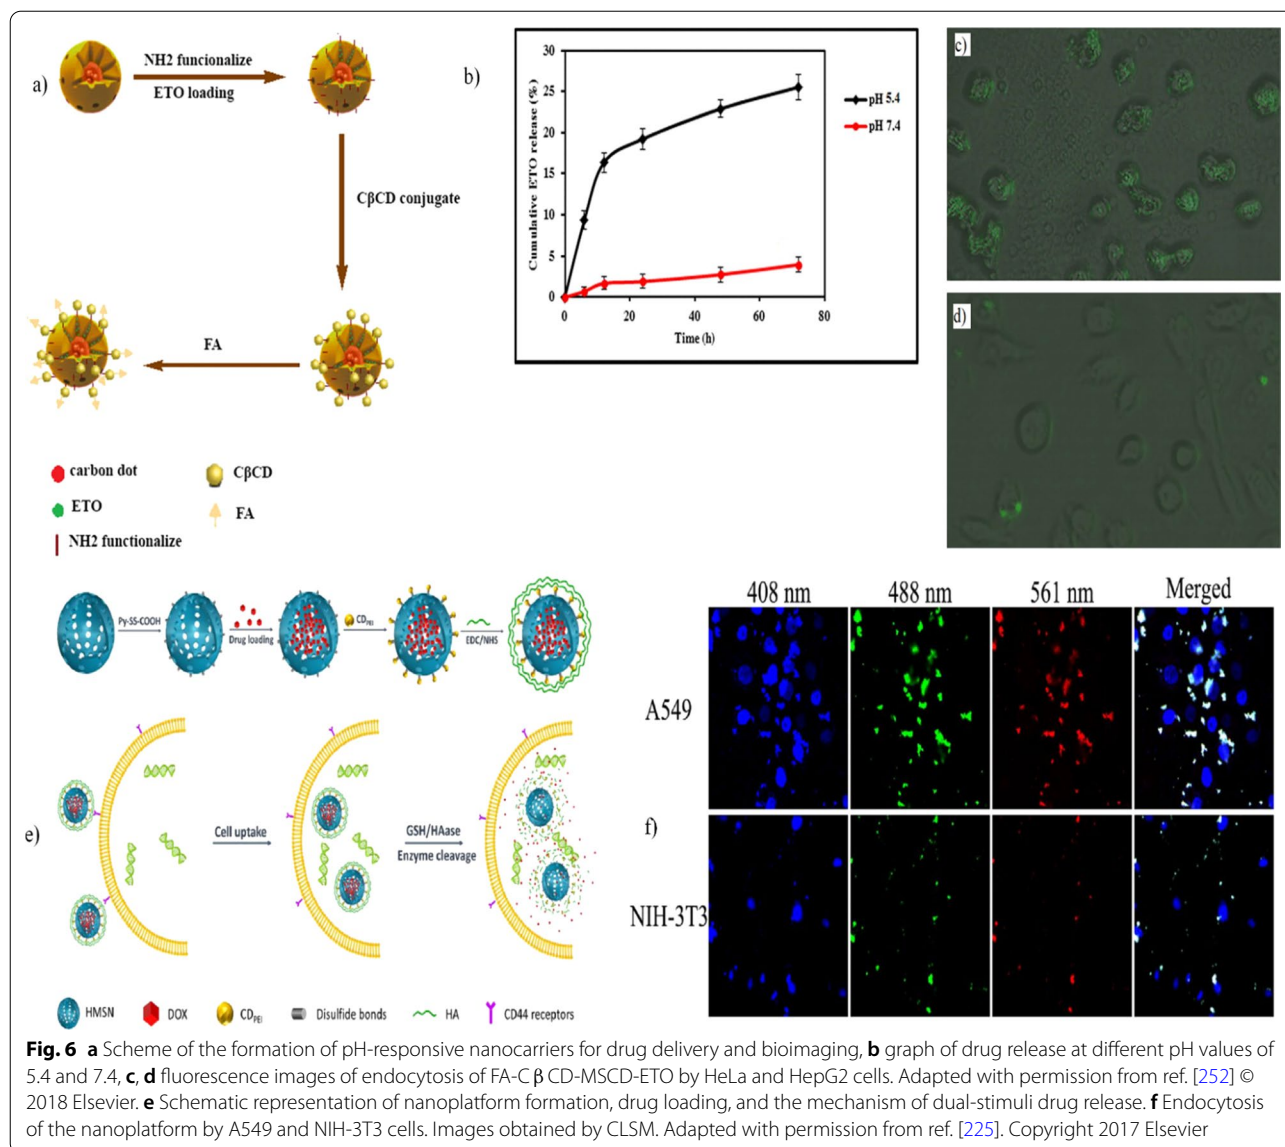 a)
NH2 funcionalize
ETO loading
CβCD conjugate
FA
carbon dot
CβCD
ETO
FA
NH2 functionalize
b)
30
25
20
15
10
5
0
Cumulative ETO release (%)
0 20 40 60 80
Time (h)
pH 5.4
pH 7.4
c)
d)
Py-SS-COOH
Drug loading
CDPEI
EDC/NHS
e)
Cell uptake
GSH/HAase
Enzyme cleavage
HMSN DOX CDPEI Disulfide bonds HA CD44 receptors
408 nm 488 nm 561 nm Merged
A549
f)
NIH-3T3
Fig. 6 a Scheme of the formation of pH-responsive nanocarriers for drug delivery and bioimaging, b graph of drug release at different pH values of
5.4 and 7.4, c, d fluorescence images of endocytosis of FA-C β CD-MSCD-ETO by HeLa and HepG2 cells. Adapted with permission from ref. [252] ©
2018 Elsevier. e Schematic representation of nanoplatform formation, drug loading, and the mechanism of dual-stimuli drug release. f Endocytosis
of the nanoplatform by A549 and NIH-3T3 cells. Images obtained by CLSM. Adapted with permission from ref. [225]. Copyright 2017 Elsevier